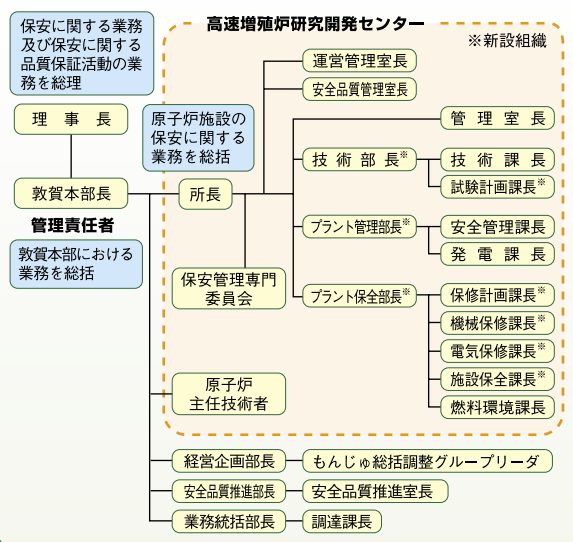 保安に関する業務
及び保安に関する
品質保証活動の業
務を総理
高速増殖炉研究開発センター
※新設組織
運営管理室長
安全品質管理室長
理事長
原子炉施設の
保安に関する
業務を総括
管理室長
技術部長※
技術課長
試験計画課長※
敦賀本部長
所長
管理責任者
プラント管理部長※
安全管理課長
発電課長
敦賀本部における
業務を総括
保安管理専門
委員会
プラント保全部長※
保修計画課長※
機械保修課長※
電気保修課長※
施設保全課長※
燃料環境課長
原子炉
主任技術者
経営企画部長
もんじゅ総括調整グループリーダ
安全品質推進部長
安全品質推進室長
業務統括部長
調達課長